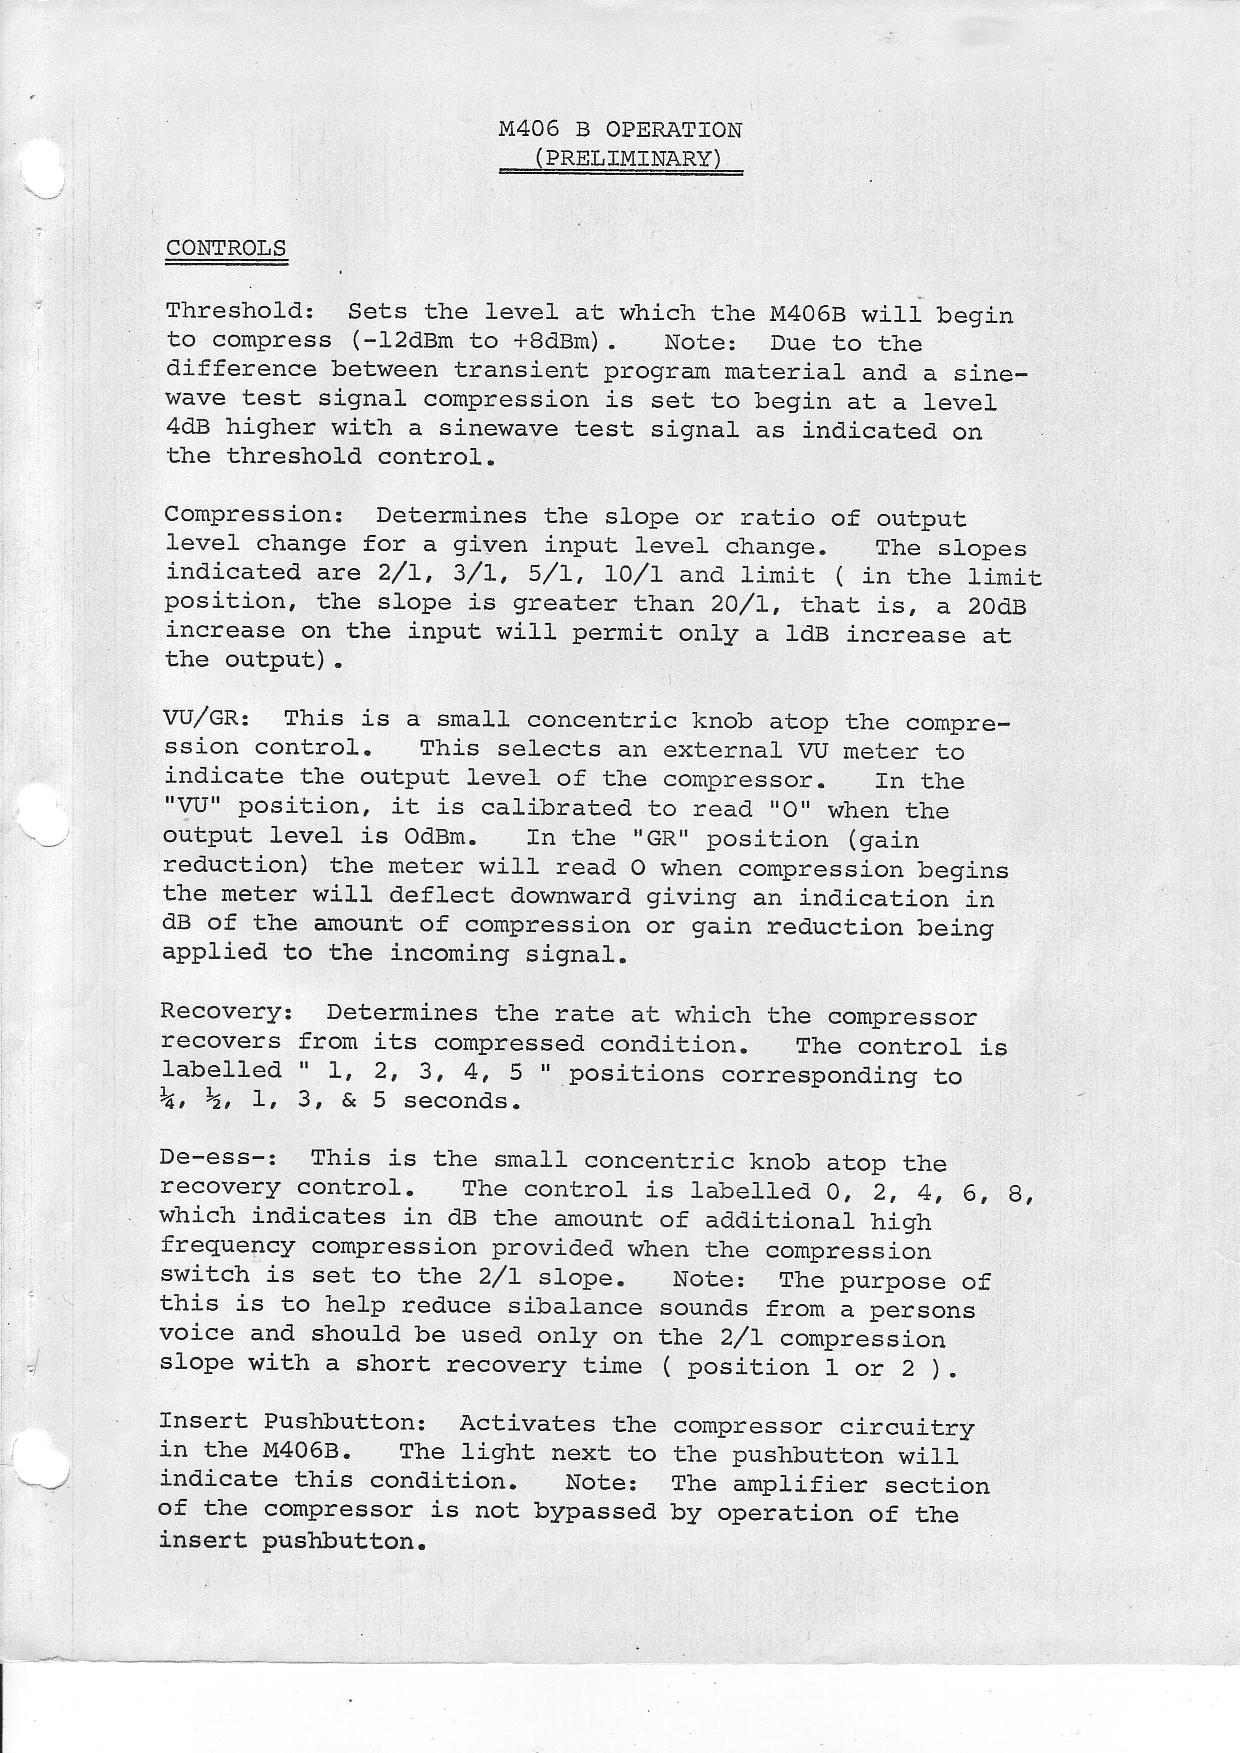 M406 B OPERATION
(PRELIMINARY)
CONTROLS
Threshold:  Sets the level at which the M406B will begin
to compress (-12dBm to +8dBm).   Note:  Due to the
difference between transient program material and a sine-
wave test signal compression is set to begin at a level
4dB higher with a sinewave test signal as indicated on
the threshold control.
Compression:  Determines the slope or ratio of output
level change for a given input level change.   The slopes
indicated are 2/1, 3/1, 5/1, 10/1 and limit ( in the limit
position, the slope is greater than 20/1, that is, a 20dB
increase on the input will permit only a 1dB increase at
the output).
VU/GR:  This is a small concentric knob atop the compre-
ssion control.   This selects an external VU meter to
indicate the output level of the compressor.   In the
"VU" position, it is calibrated to read "0" when the
output level is 0dBm.   In the "GR" position (gain
reduction) the meter will read 0 when compression begins
the meter will deflect downward giving an indication in
dB of the amount of compression or gain reduction being
applied to the incoming signal.
Recovery:  Determines the rate at which the compressor
recovers from its compressed condition.   The control is
labelled " 1, 2, 3, 4, 5 " positions corresponding to
¼, ½, 1, 3, & 5 seconds.
De-ess-:  This is the small concentric knob atop the
recovery control.   The control is labelled 0, 2, 4, 6, 8,
which indicates in dB the amount of additional high
frequency compression provided when the compression
switch is set to the 2/1 slope.   Note:  The purpose of
this is to help reduce sibalance sounds from a persons
voice and should be used only on the 2/1 compression
slope with a short recovery time ( position 1 or 2 ).
Insert Pushbutton:  Activates the compressor circuitry
in the M406B.   The light next to the pushbutton will
indicate this condition.   Note:  The amplifier section
of the compressor is not bypassed by operation of the
insert pushbutton.